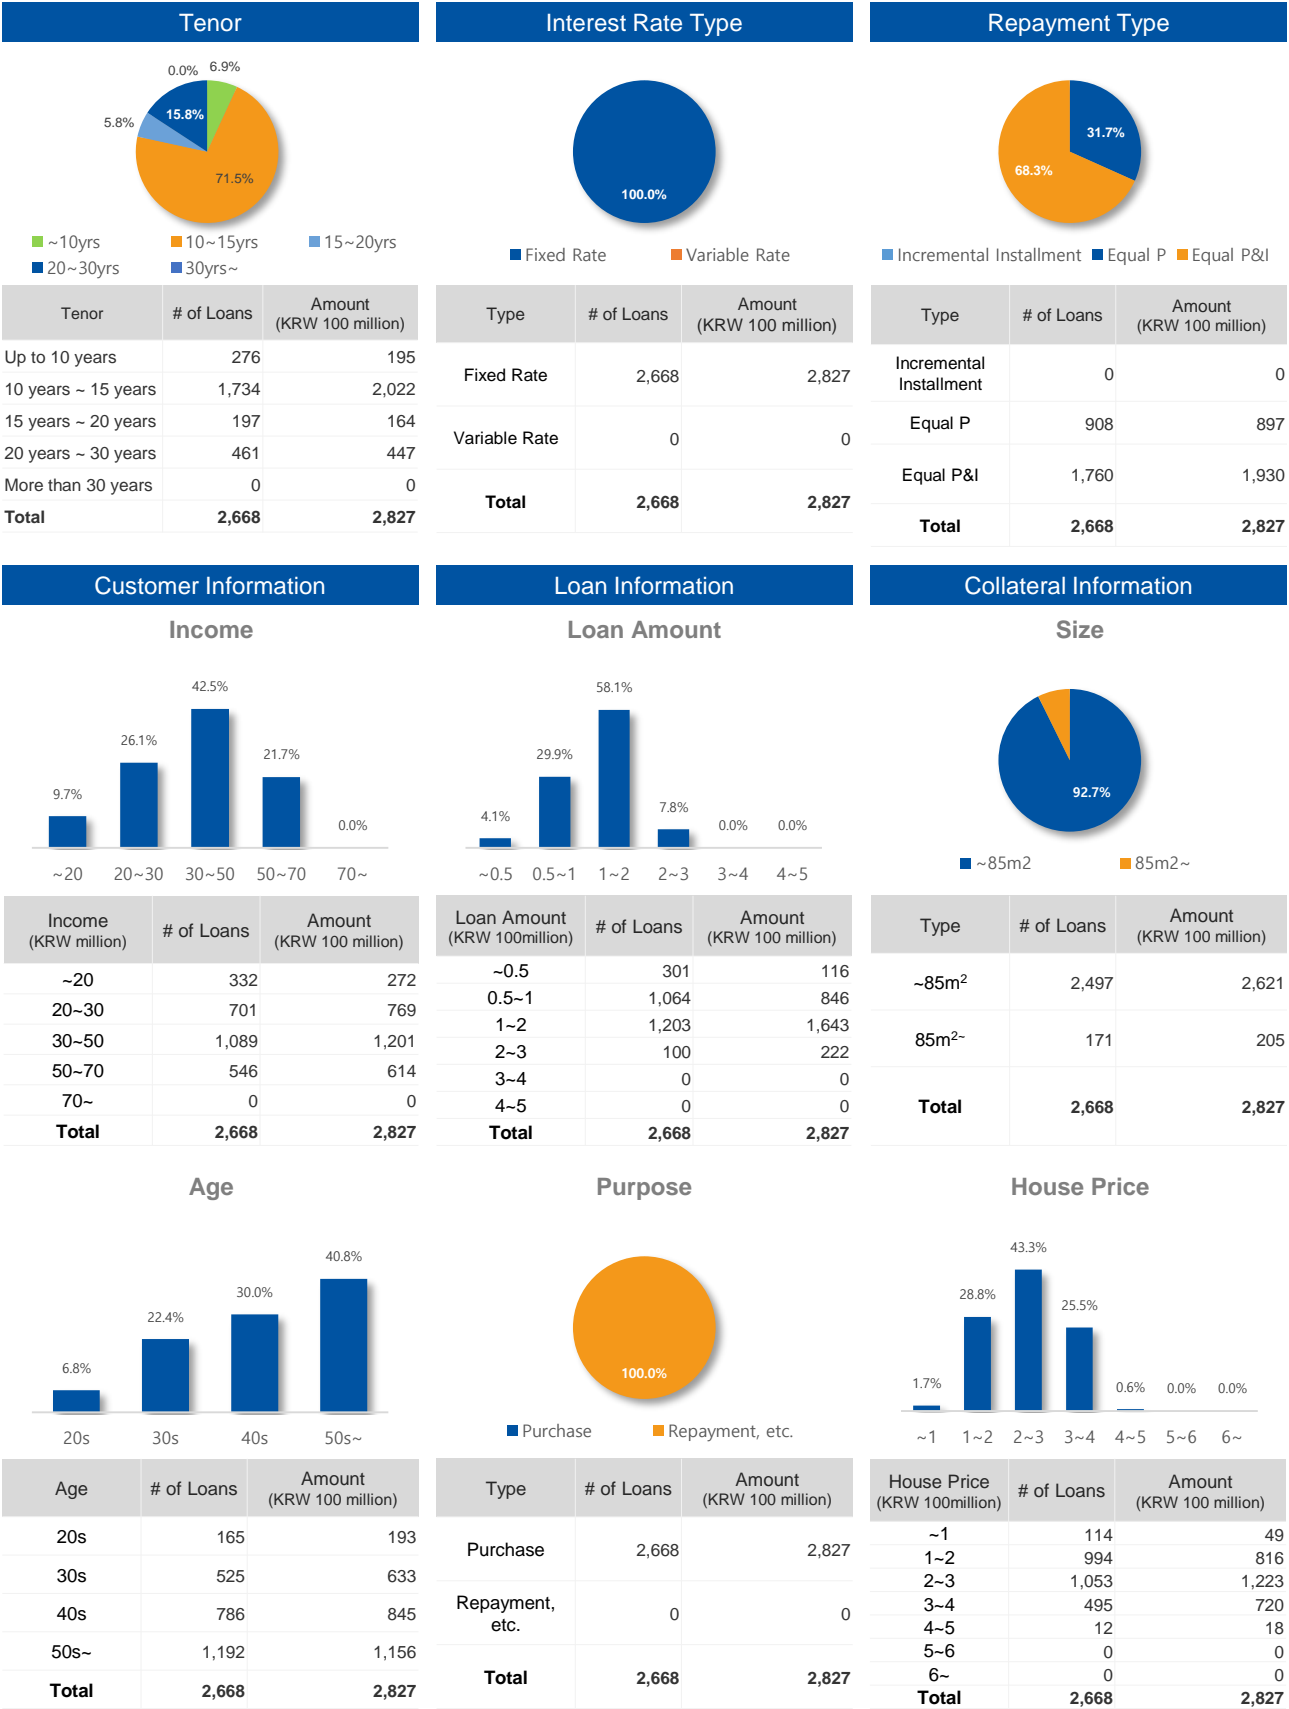 Tenor
0.0% 6.9%
15.8%
5.8%
71.5%
~10yrs 10~15yrs 15~20yrs
20~30yrs 30yrs~
Tenor # of Loans Amount (KRW 100 million)
Up to 10 years 276 195
10 years ~ 15 years 1,734 2,022
15 years ~ 20 years 197 164
20 years ~ 30 years 461 447
More than 30 years 0 0
Total 2,668 2,827
Interest Rate Type
100.0%
Fixed Rate Variable Rate
Type # of Loans Amount (KRW 100 million)
Fixed Rate 2,668 2,827
Variable Rate 0 0
Total 2,668 2,827
Repayment Type
31.7%
68.3%
Incremental Installment Equal P Equal P&I
Type # of Loans Amount (KRW 100 million)
Incremental Installment 0 0
Equal P 908 897
Equal P&I 1,760 1,930
Total 2,668 2,827
Customer Information
Income
9.7% 26.1% 42.5% 21.7% 0.0%
~20 20~30 30~50 50~70 70~
Income (KRW million) # of Loans Amount (KRW 100 million)
~20 332 272
20~30 701 769
30~50 1,089 1,201
50~70 546 614
70~ 0 0
Total 2,668 2,827
Loan Information
Loan Amount
4.1% 29.9% 58.1% 7.8% 0.0% 0.0%
~0.5 0.5~1 1~2 2~3 3~4 4~5
Loan Amount (KRW 100million) # of Loans Amount (KRW 100 million)
~0.5 301 116
0.5~1 1,064 846
1~2 1,203 1,643
2~3 100 222
3~4 0 0
4~5 0 0
Total 2,668 2,827
Collateral Information
Size
92.7%
~85m2 85m2~
Type # of Loans Amount (KRW 100 million)
~85m² 2,497 2,621
85m²~ 171 205
Total 2,668 2,827
Age
6.8% 22.4% 30.0% 40.8%
20s 30s 40s 50s~
Age # of Loans Amount (KRW 100 million)
20s 165 193
30s 525 633
40s 786 845
50s~ 1,192 1,156
Total 2,668 2,827
Purpose
100.0%
Purchase Repayment, etc.
Type # of Loans Amount (KRW 100 million)
Purchase 2,668 2,827
Repayment, etc. 0 0
Total 2,668 2,827
House Price
1.7% 28.8% 43.3% 25.5% 0.6% 0.0% 0.0%
~1 1~2 2~3 3~4 4~5 5~6 6~
House Price (KRW 100million) # of Loans Amount (KRW 100 million)
~1 114 49
1~2 994 816
2~3 1,053 1,223
3~4 495 720
4~5 12 18
5~6 0 0
6~ 0 0
Total 2,668 2,827